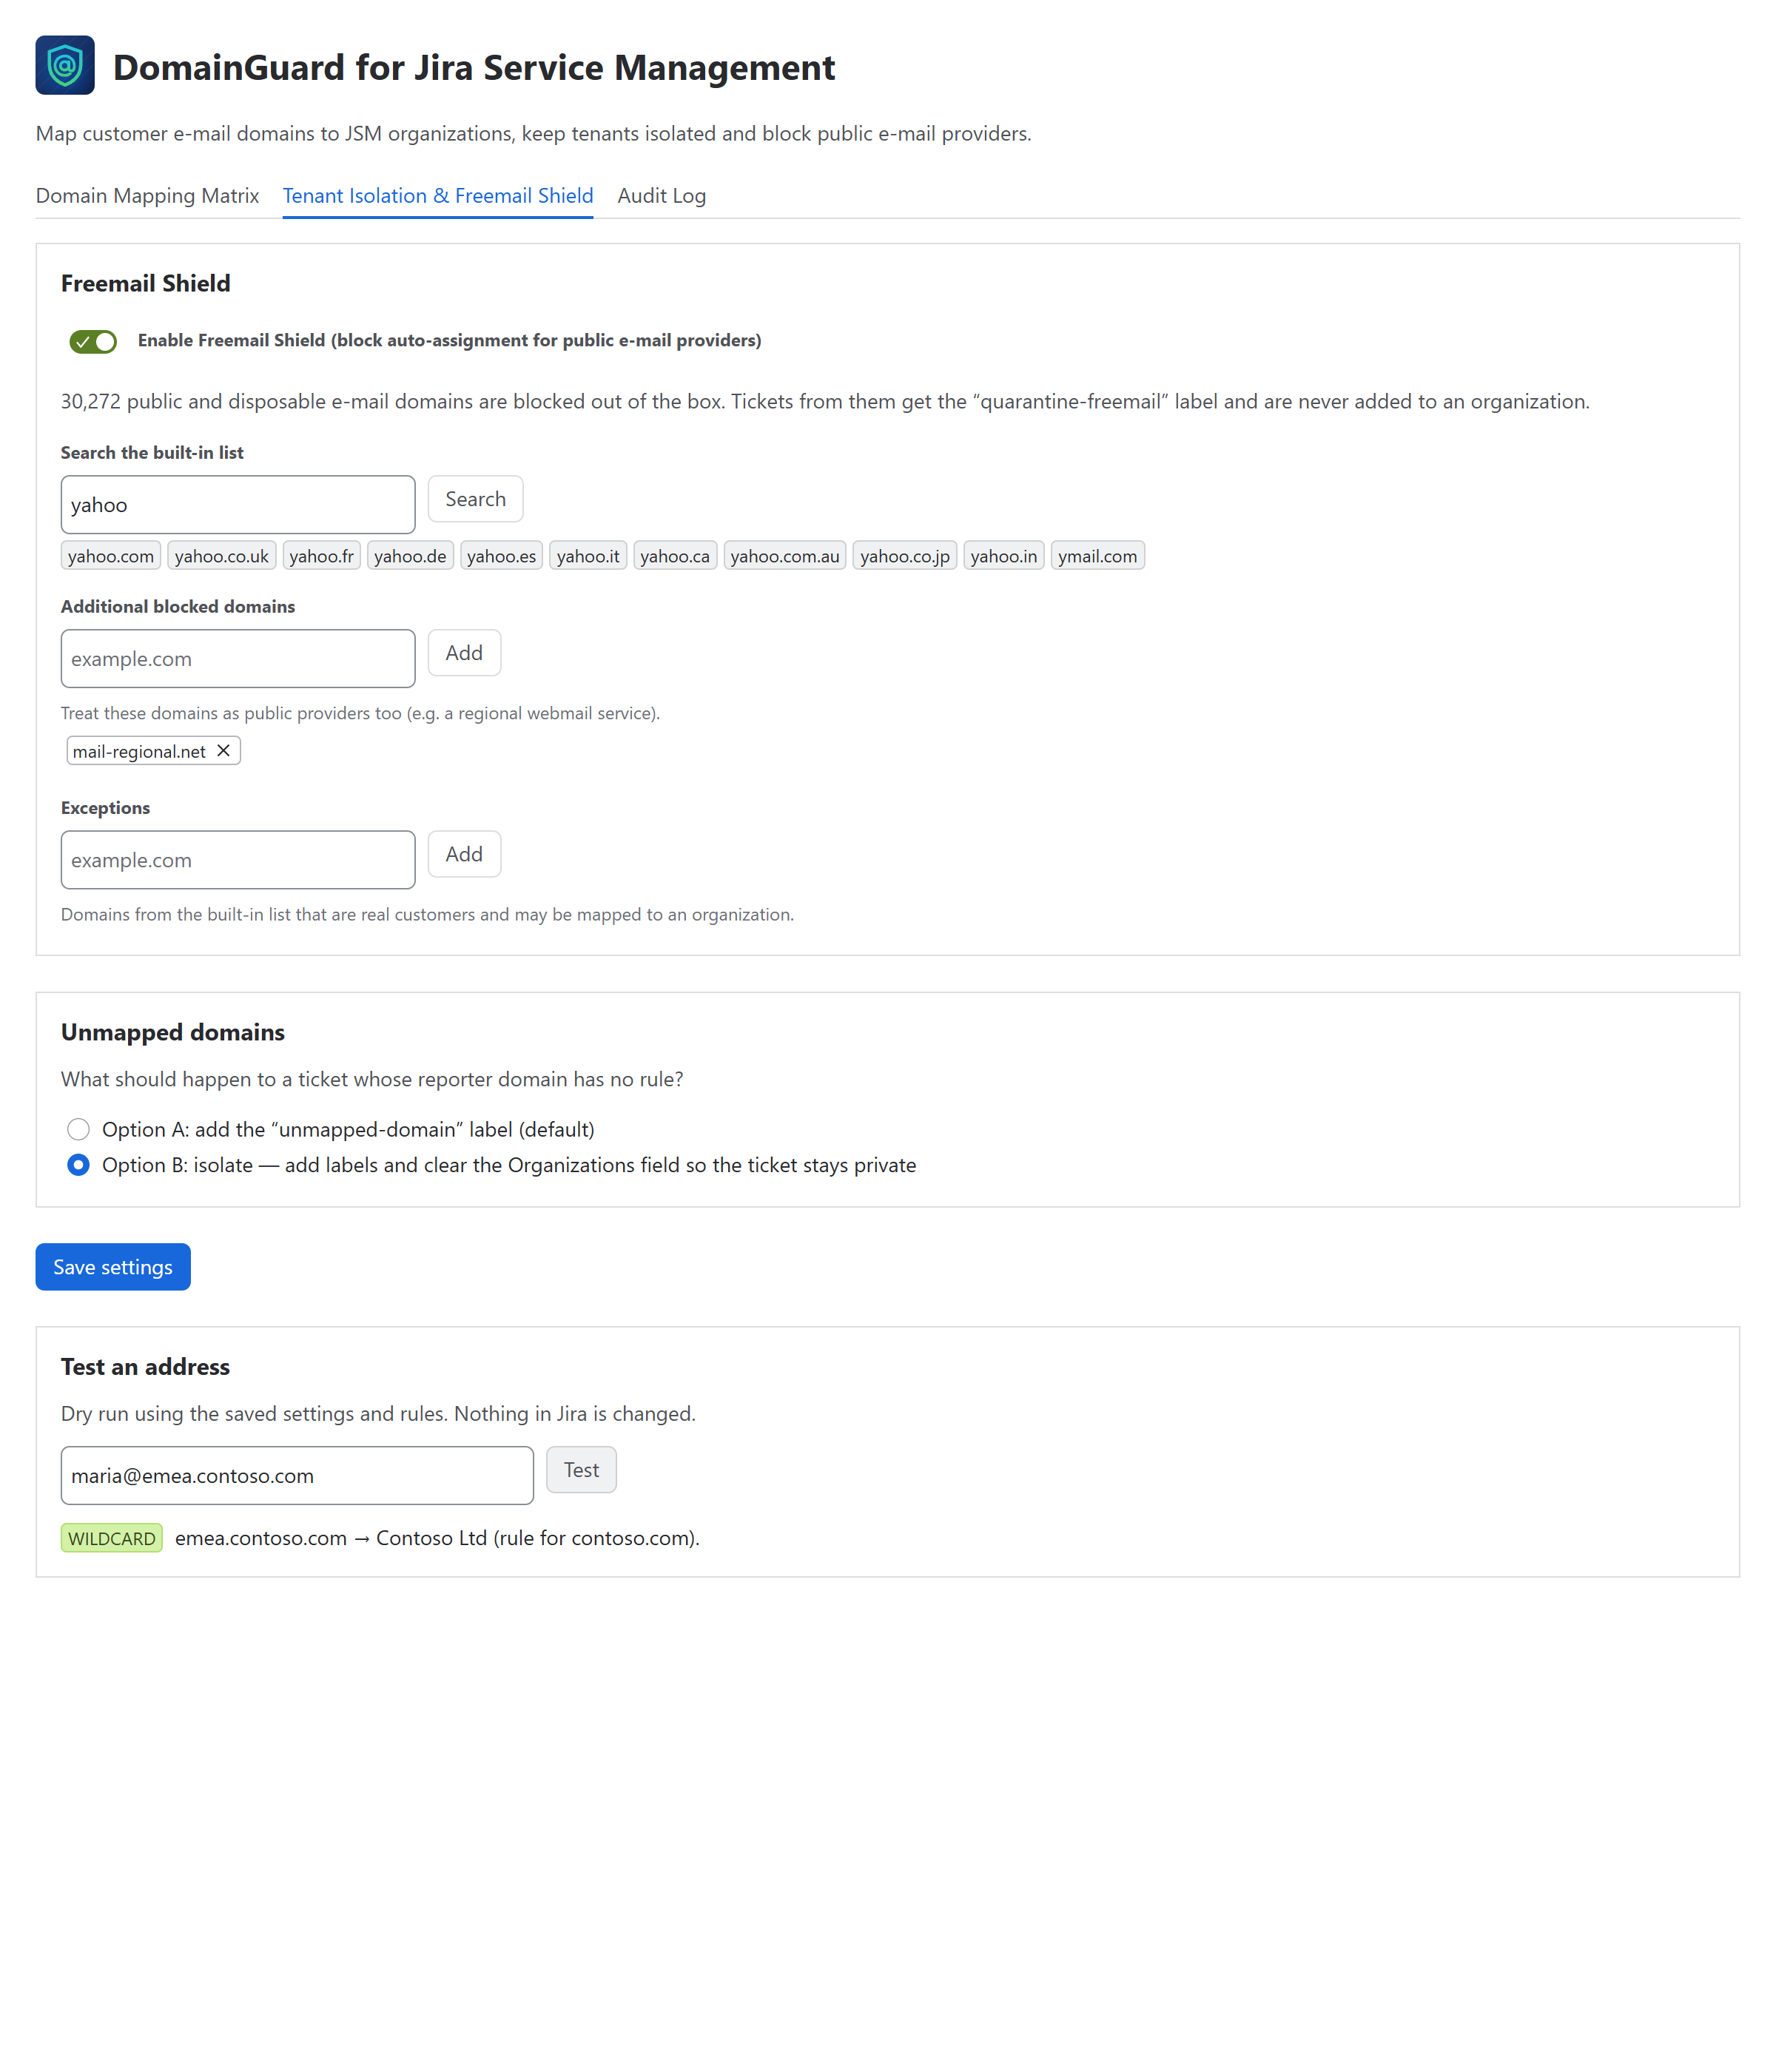 DomainGuard for Jira Service Management
Map customer e-mail domains to JSM organizations, keep tenants isolated and block public e-mail providers.
Domain Mapping Matrix Tenant Isolation & Freemail Shield Audit Log
Freemail Shield
Enable Freemail Shield (block auto-assignment for public e-mail providers)
30,272 public and disposable e-mail domains are blocked out of the box. Tickets from them get the “quarantine-freemail” label and are never added to an organization.
Search the built-in list
yahoo Search
yahoo.com yahoo.co.uk yahoo.fr yahoo.de yahoo.es yahoo.it yahoo.ca yahoo.com.au yahoo.co.jp yahoo.in ymail.com
Additional blocked domains
example.com Add
Treat these domains as public providers too (e.g. a regional webmail service).
mail-regional.net
Exceptions
example.com Add
Domains from the built-in list that are real customers and may be mapped to an organization.
Unmapped domains
What should happen to a ticket whose reporter domain has no rule?
Option A: add the “unmapped-domain” label (default)
Option B: isolate — add labels and clear the Organizations field so the ticket stays private
Save settings
Test an address
Dry run using the saved settings and rules. Nothing in Jira is changed.
maria@emea.contoso.com Test
WILDCARD emea.contoso.com → Contoso Ltd (rule for contoso.com).